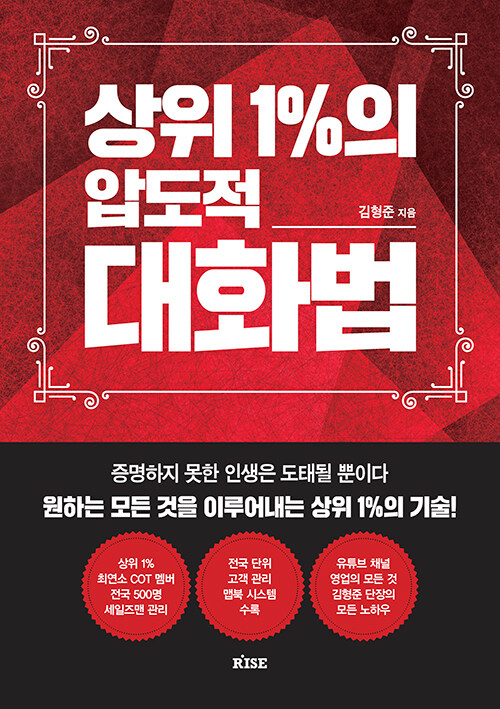 상위 1%의
압도적
김형준 지음
대화법
증명하지 못한 인생은 도태될 뿐이다
원하는 모든 것을 이루어내는 상위 1%의 기술!
상위 1%
최연소 COT 멤버
전국 500명
세일즈맨 관리
전국 단위
고객 관리
맵북 시스템
수록
유튜브 채널
영업의 모든 것
김형준 단장의
모든 노하우
RISE